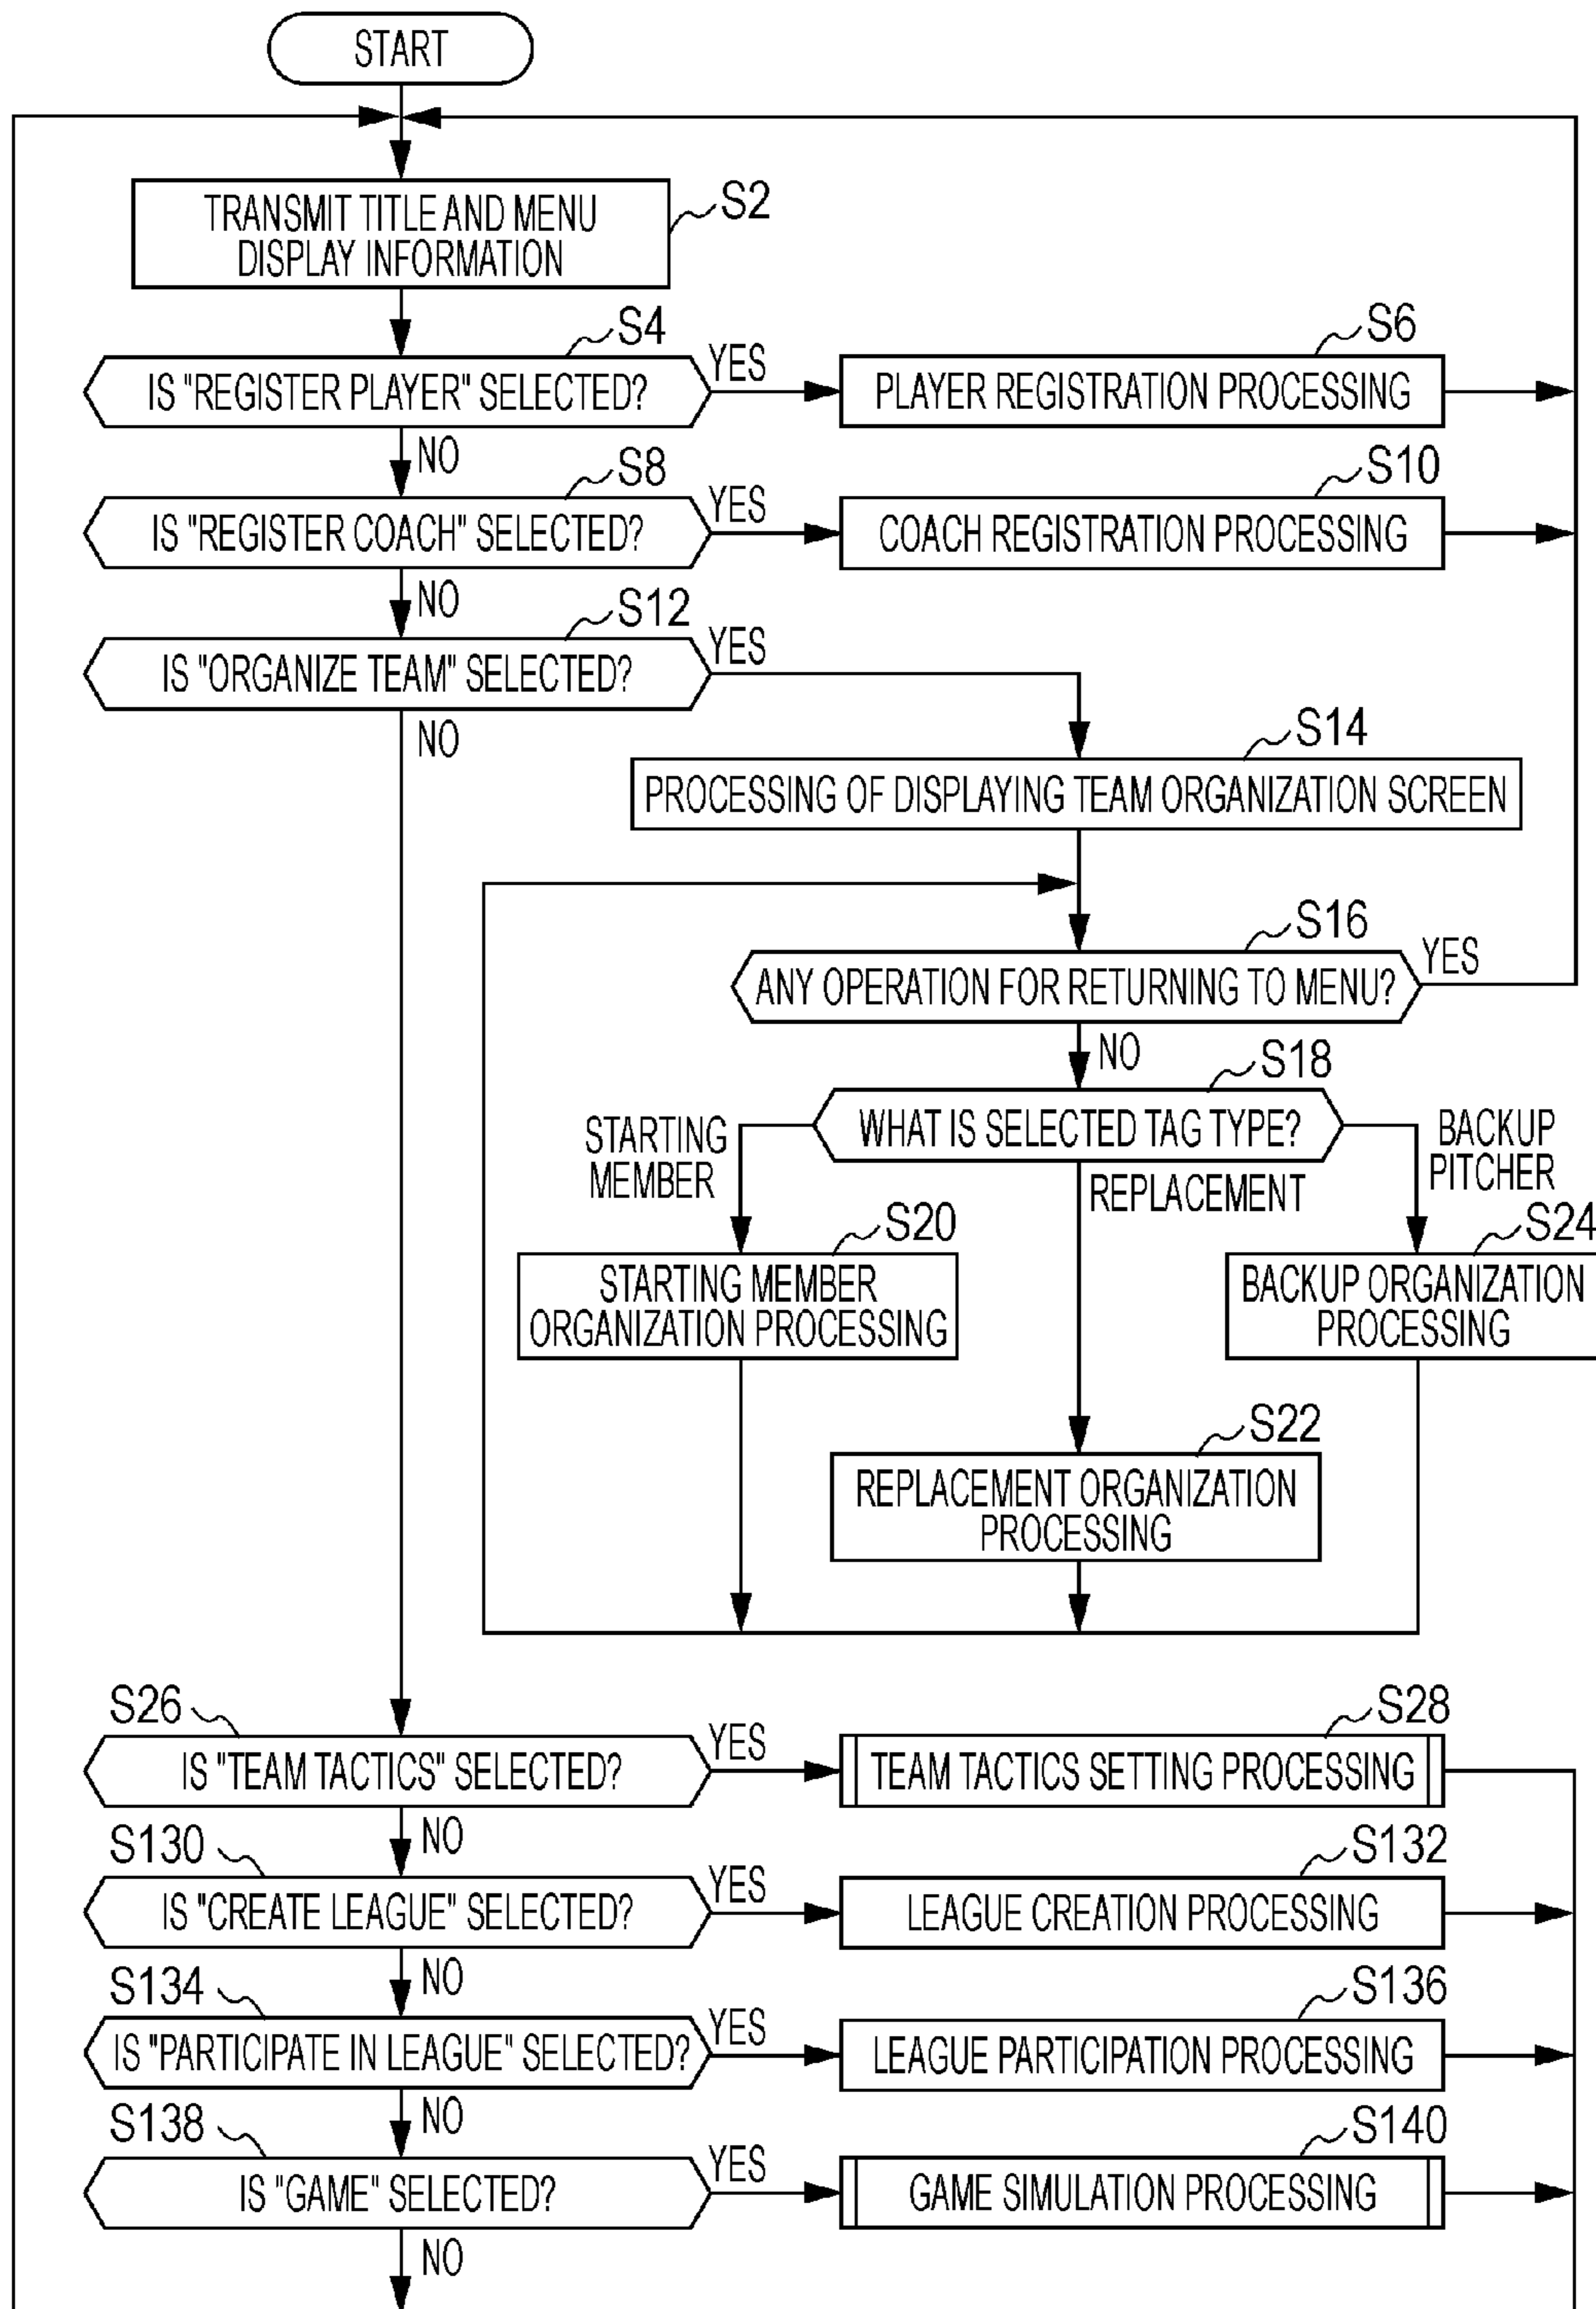 START
TRANSMIT TITLE AND MENU
DISPLAY INFORMATION
S2
S4
IS "REGISTER PLAYER" SELECTED?
YES
S6
PLAYER REGISTRATION PROCESSING
NO
S8
IS "REGISTER COACH" SELECTED?
YES
S10
COACH REGISTRATION PROCESSING
NO
S12
IS "ORGANIZE TEAM" SELECTED?
YES
NO
S14
PROCESSING OF DISPLAYING TEAM ORGANIZATION SCREEN
S16
ANY OPERATION FOR RETURNING TO MENU?
YES
NO
S18
WHAT IS SELECTED TAG TYPE?
STARTING
MEMBER
REPLACEMENT
BACKUP
PITCHER
S20
STARTING MEMBER
ORGANIZATION PROCESSING
S24
BACKUP ORGANIZATION
PROCESSING
S22
REPLACEMENT ORGANIZATION
PROCESSING
S26
IS "TEAM TACTICS" SELECTED?
YES
S28
TEAM TACTICS SETTING PROCESSING
NO
S130
IS "CREATE LEAGUE" SELECTED?
YES
S132
LEAGUE CREATION PROCESSING
NO
S134
IS "PARTICIPATE IN LEAGUE" SELECTED?
YES
S136
LEAGUE PARTICIPATION PROCESSING
NO
S138
IS "GAME" SELECTED?
YES
S140
GAME SIMULATION PROCESSING
NO